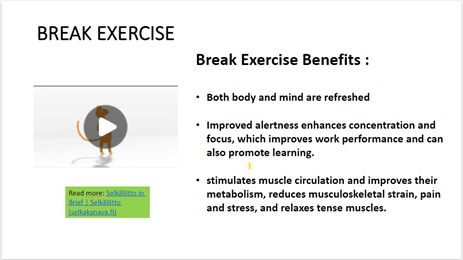 BREAK EXERCISE
Break Exercise Benefits :
• Both body and mind are refreshed
• Improved alertness enhances concentration and
focus, which improves work performance and can
also promote learning.
• stimulates muscle circulation and improves their
metabolism, reduces musculoskeletal strain, pain
and stress, and relaxes tense muscles.
Read more: Selkäliitto in
Brief | Selkäliitto
(selkakanava.fi)